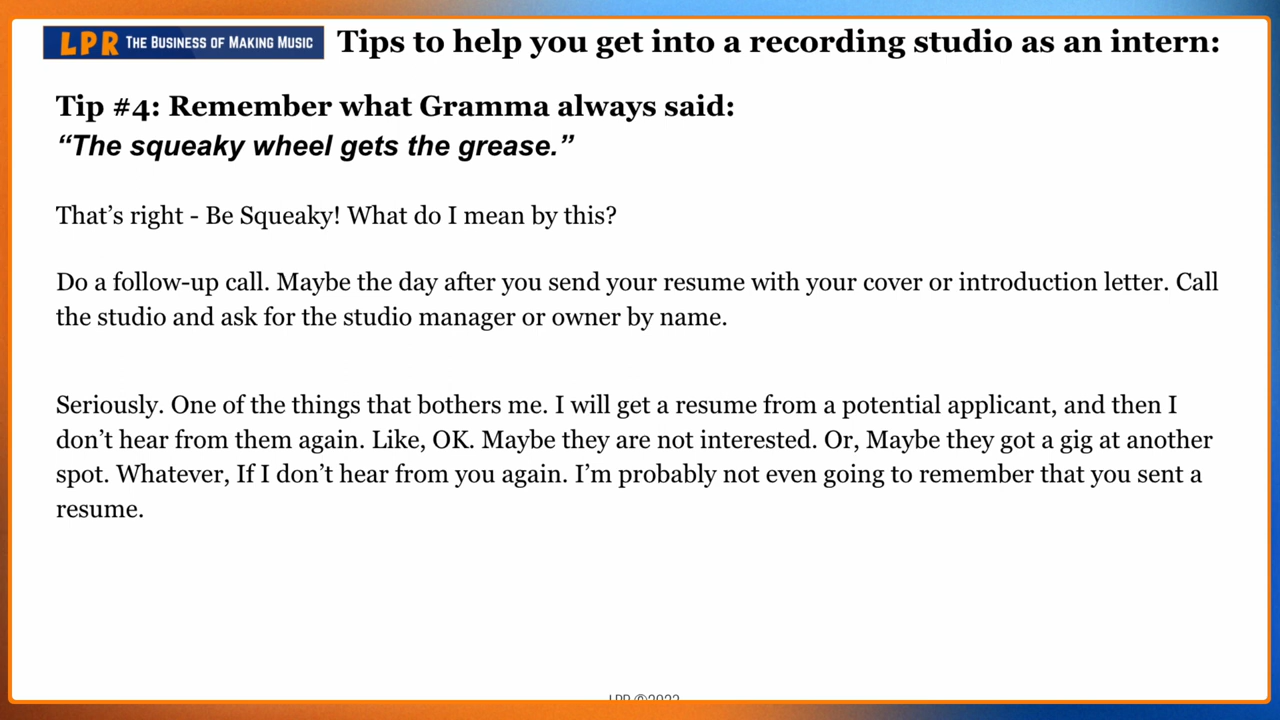 LPR THE BUSINESS OF MAKING MUSIC Tips to help you get into a recording studio as an intern:
Tip #4: Remember what Gramma always said:
“The squeaky wheel gets the grease.”
That’s right - Be Squeaky! What do I mean by this?
Do a follow-up call. Maybe the day after you send your resume with your cover or introduction letter. Call
the studio and ask for the studio manager or owner by name.
Seriously. One of the things that bothers me. I will get a resume from a potential applicant, and then I
don’t hear from them again. Like, OK. Maybe they are not interested. Or, Maybe they got a gig at another
spot. Whatever, If I don’t hear from you again. I’m probably not even going to remember that you sent a
resume.